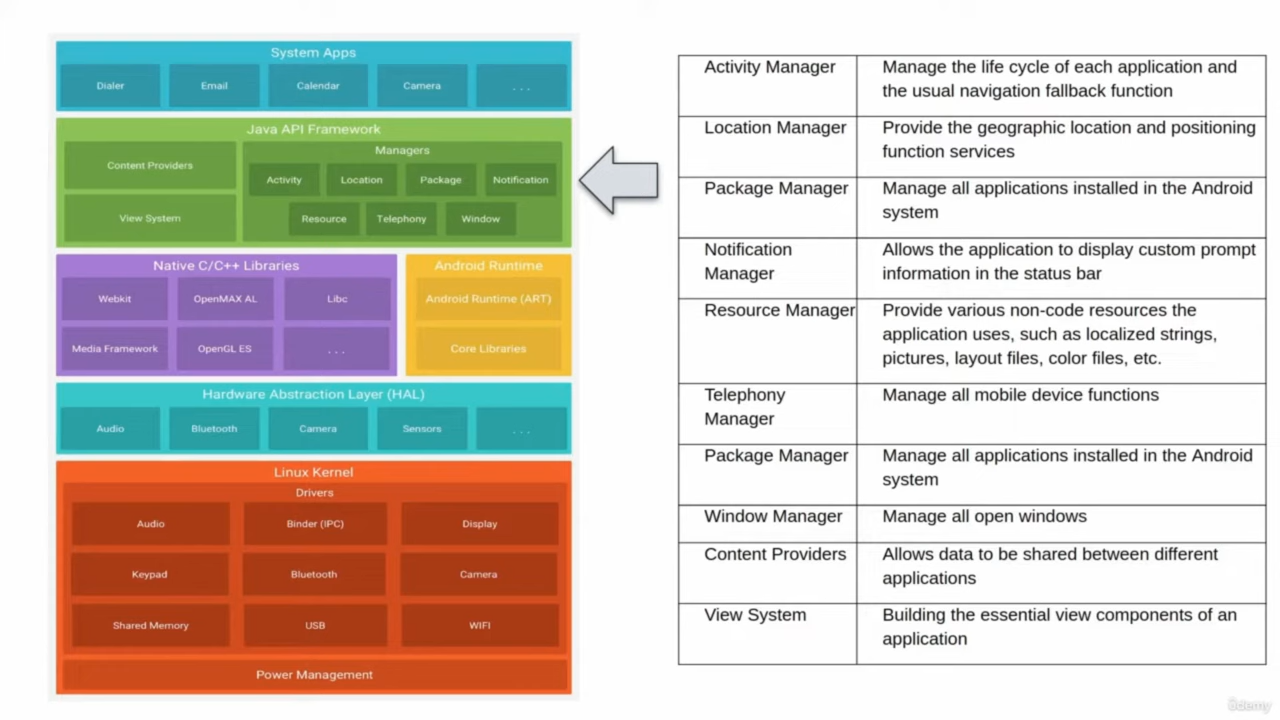 System Apps
Dialer
Email
Calendar
Camera
. . .
Java API Framework
Content Providers
View System
Managers
Activity
Location
Package
Notification
Resource
Telephony
Window
Native C/C++ Libraries
Webkit
OpenMAX AL
Libc
Media Framework
OpenGL ES
. . .
Android Runtime
Android Runtime (ART)
Core Libraries
Hardware Abstraction Layer (HAL)
Audio
Bluetooth
Camera
Sensors
. . .
Linux Kernel
Drivers
Audio
Binder (IPC)
Display
Keypad
Bluetooth
Camera
Shared Memory
USB
WIFI
Power Management
Activity Manager
Manage the life cycle of each application and
the usual navigation fallback function
Location Manager
Provide the geographic location and positioning
function services
Package Manager
Manage all applications installed in the Android
system
Notification
Manager
Allows the application to display custom prompt
information in the status bar
Resource Manager
Provide various non-code resources the
application uses, such as localized strings,
pictures, layout files, color files, etc.
Telephony
Manager
Manage all mobile device functions
Package Manager
Manage all applications installed in the Android
system
Window Manager
Manage all open windows
Content Providers
Allows data to be shared between different
applications
View System
Building the essential view components of an
application
ûdemy